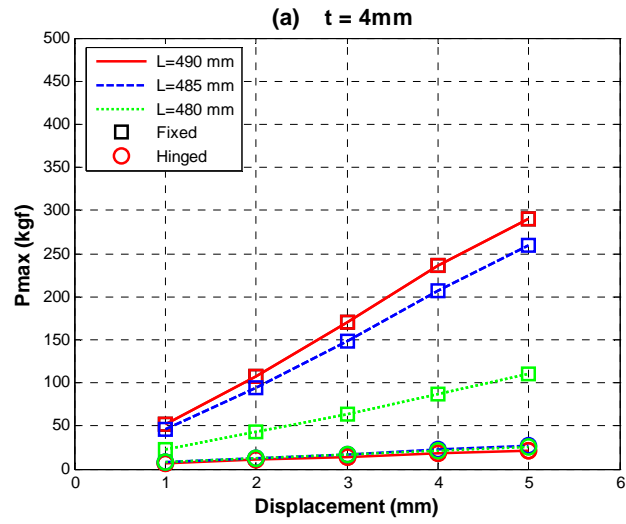 (a) t = 4mm
500
450
400
350
300
250
200
150
100
50
0
Pmax (kgf)
L=490 mm
L=485 mm
L=480 mm
Fixed
Hinged
0 1 2 3 4 5 6
Displacement (mm)